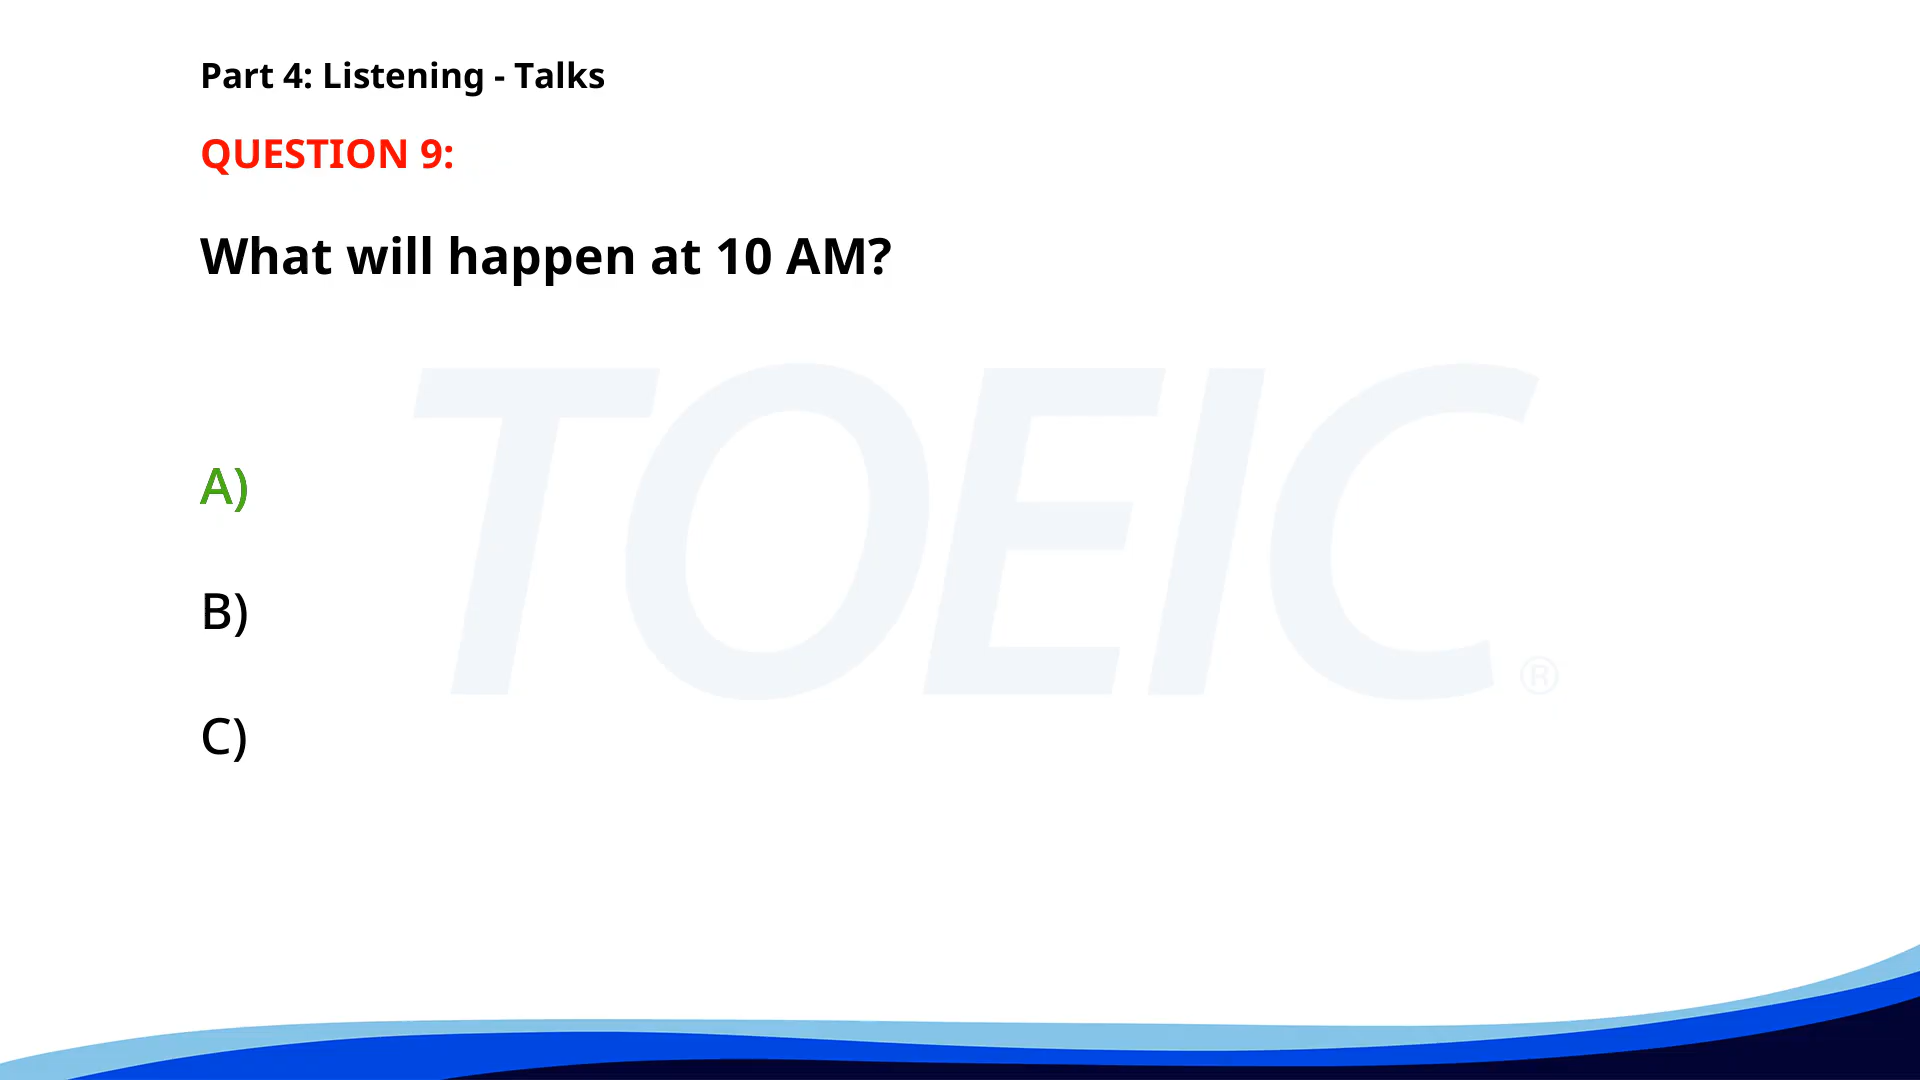 Part 4: Listening - Talks
QUESTION 9:
What will happen at 10 AM?
TOEIC®
A)
B)
C)